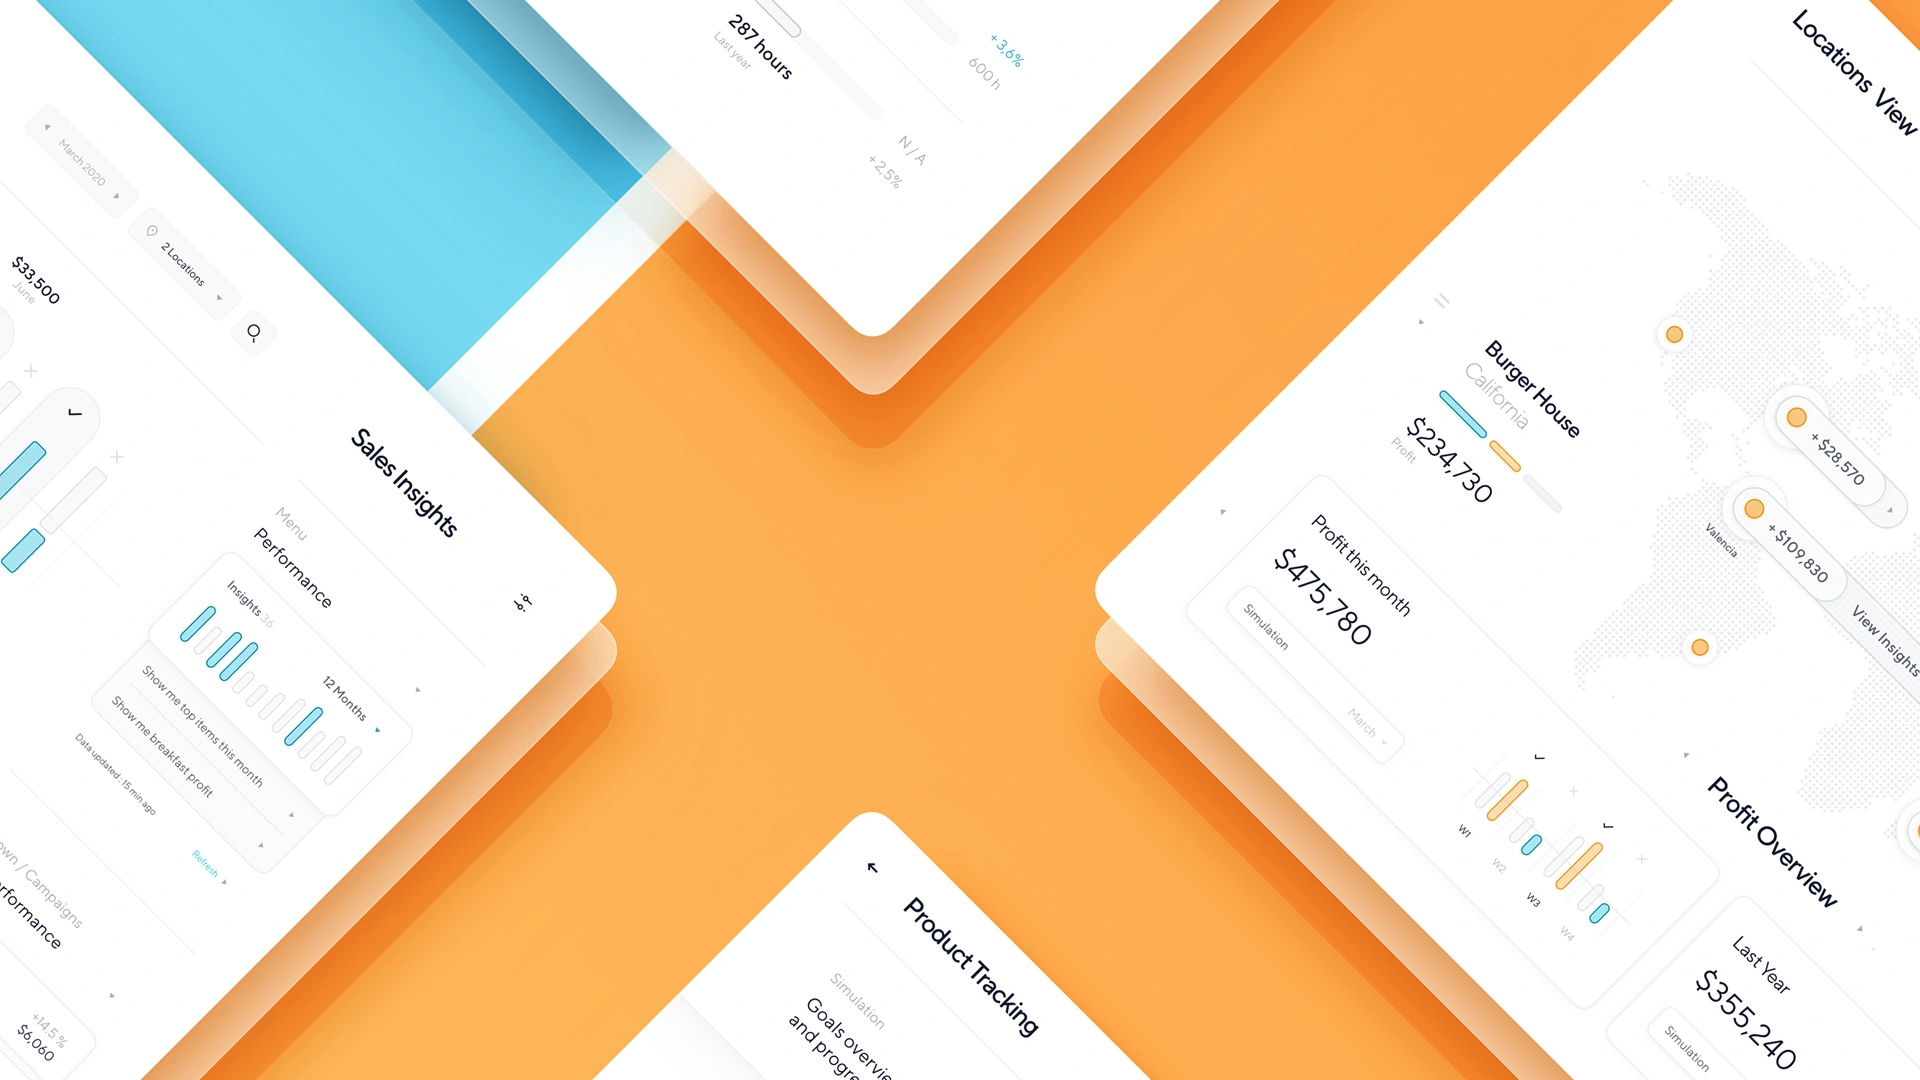 287 hours
Last year
+3,6%
600 h
N / A
+2,5%
March 2020
2 Locations
$33,500
June
Sales Insights
Menu
Performance
Insights 36
12 Months
Show me top items this month
Show me breakfast profit
Data updated : 15 min ago
Refresh
/ Campaigns
+14.5 %
$6,060
Product Tracking
Simulation
Goals
and
Locations View
Burger House
California
$234,730
Profit
Profit this month
$475,780
Simulation
March
W1
W2
W3
W4
+$28,570
+$109,830
View Insights
Valencia
Profit Overview
Last Year
$355,240
Simulation